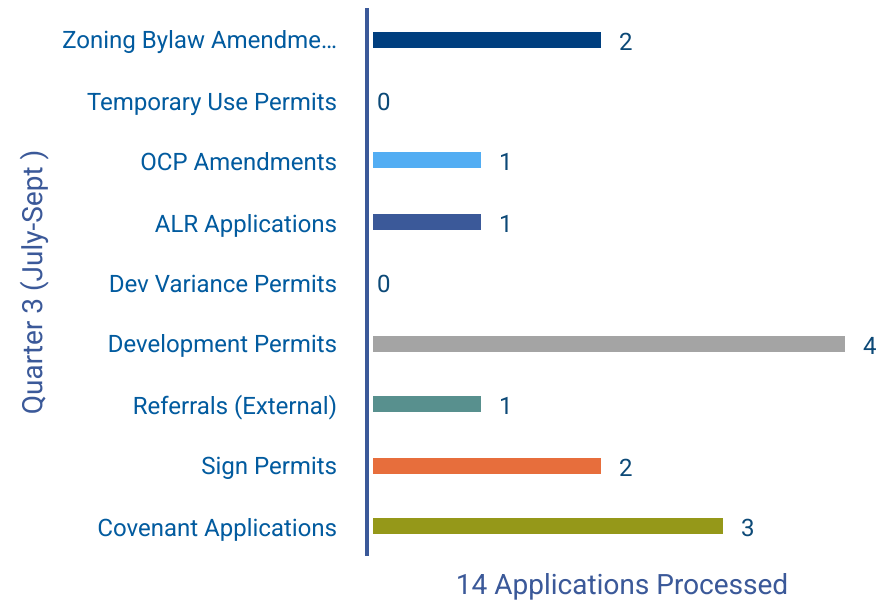 Zoning Bylaw Amendme... 2
Temporary Use Permits 0
OCP Amendments 1
ALR Applications 1
Dev Variance Permits 0
Development Permits 4
Referrals (External) 1
Sign Permits 2
Covenant Applications 3
Quarter 3 (July-Sept )
14 Applications Processed